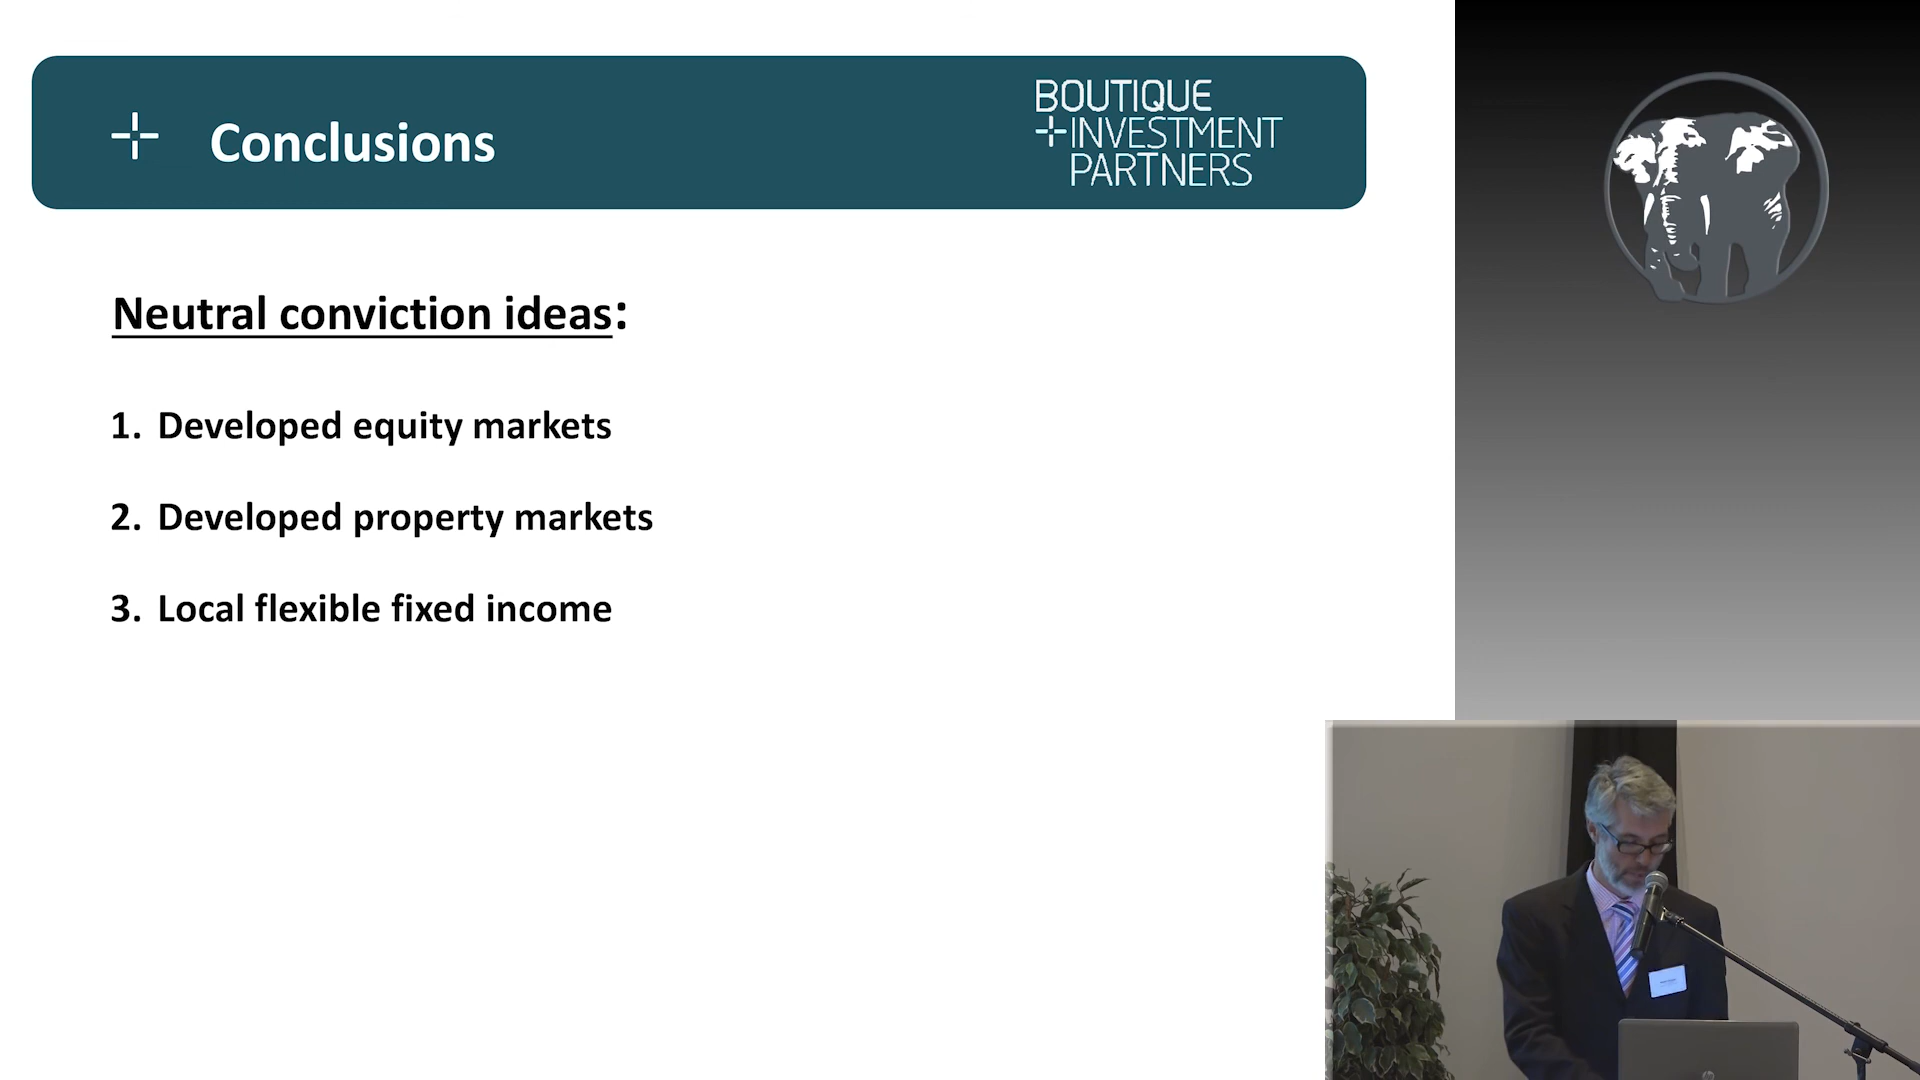 Conclusions
BOUTIQUE
INVESTMENT
PARTNERS
Neutral conviction ideas:
1. Developed equity markets
2. Developed property markets
3. Local flexible fixed income